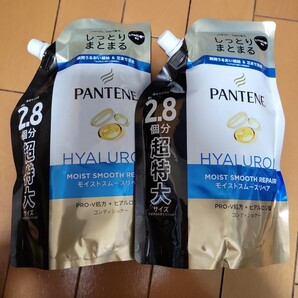 しっとり
まとまる
PANTENE
2.8
個分
超特大
サイズ
HYALURO
MOIST SMOOTH REPAIR
モイストスムースリペア
PRO-V処方 + ヒアルロン
コンディショナー
しっとり
まとまる
PANTENE
2.8
個分
超特大
サイズ
HYALURO
MOIST SMOOTH REPAIR
モイストスムースリペア
PRO-V処方 + ヒアルロン
コンディショナー